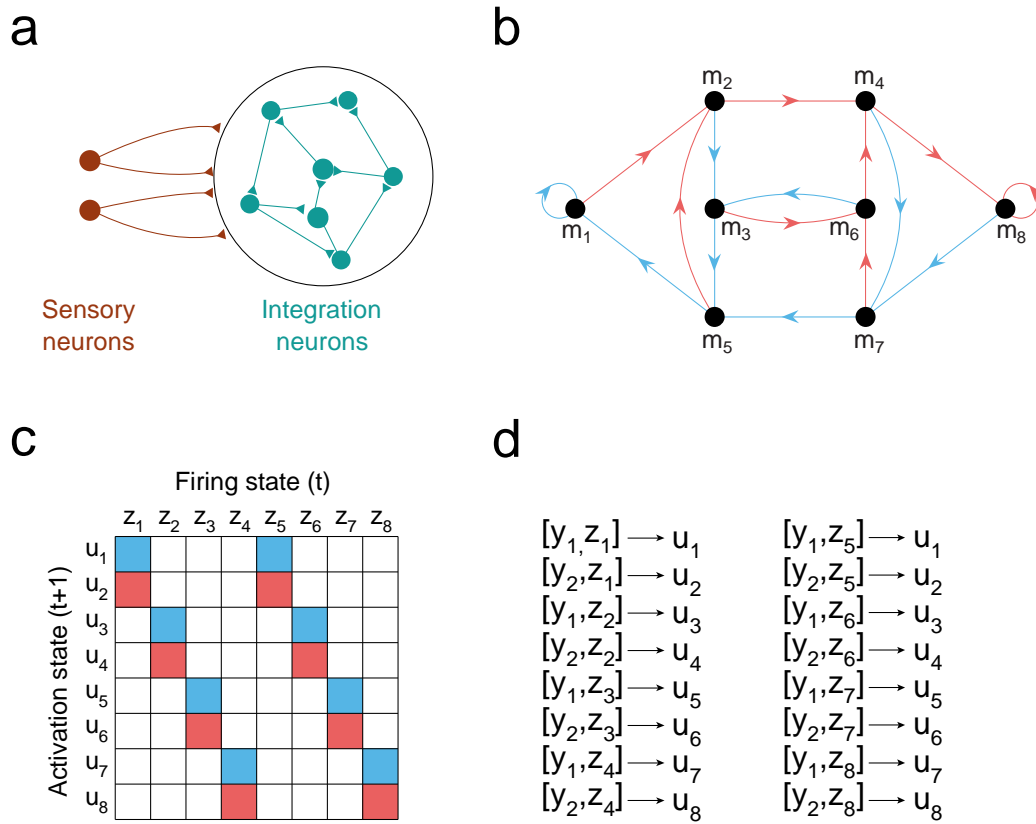 a
Sensory
neurons
Integration
neurons
b
m2
m4
m1
m3
m6
m8
m5
m7
c
Firing state (t)
z1 z2 z3 z4 z5 z6 z7 z8
Activation state (t+1)
u1
u2
u3
u4
u5
u6
u7
u8
d
[y1,z1] → u1
[y2,z1] → u2
[y1,z2] → u3
[y2,z2] → u4
[y1,z3] → u5
[y2,z3] → u6
[y1,z4] → u7
[y2,z4] → u8
[y1,z5] → u1
[y2,z5] → u2
[y1,z6] → u3
[y2,z6] → u4
[y1,z7] → u5
[y2,z7] → u6
[y1,z8] → u7
[y2,z8] → u8